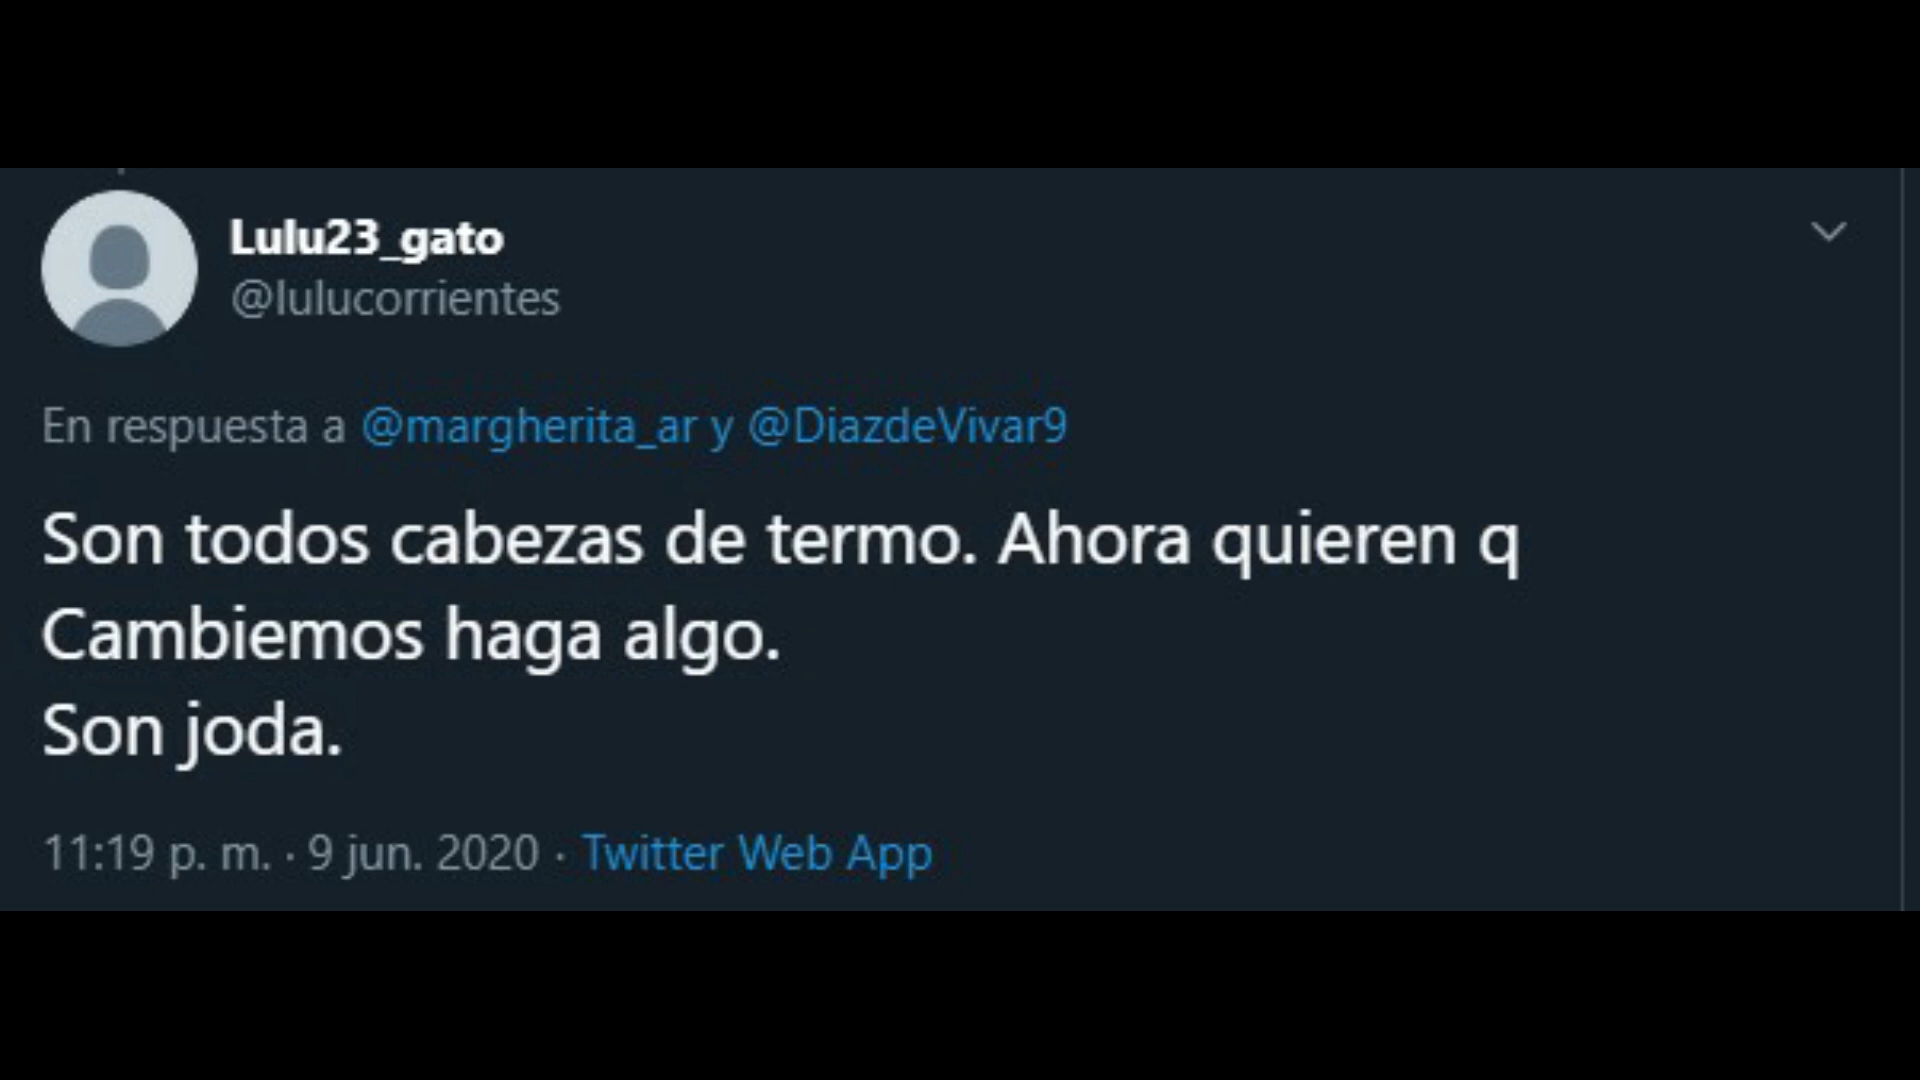 Lulu23_gato
@lulucorrientes
En respuesta a @margherita_ar y @DiazdeVivar9
Son todos cabezas de termo. Ahora quieren q
Cambiemos haga algo.
Son joda.
11:19 p. m. · 9 jun. 2020 · Twitter Web App